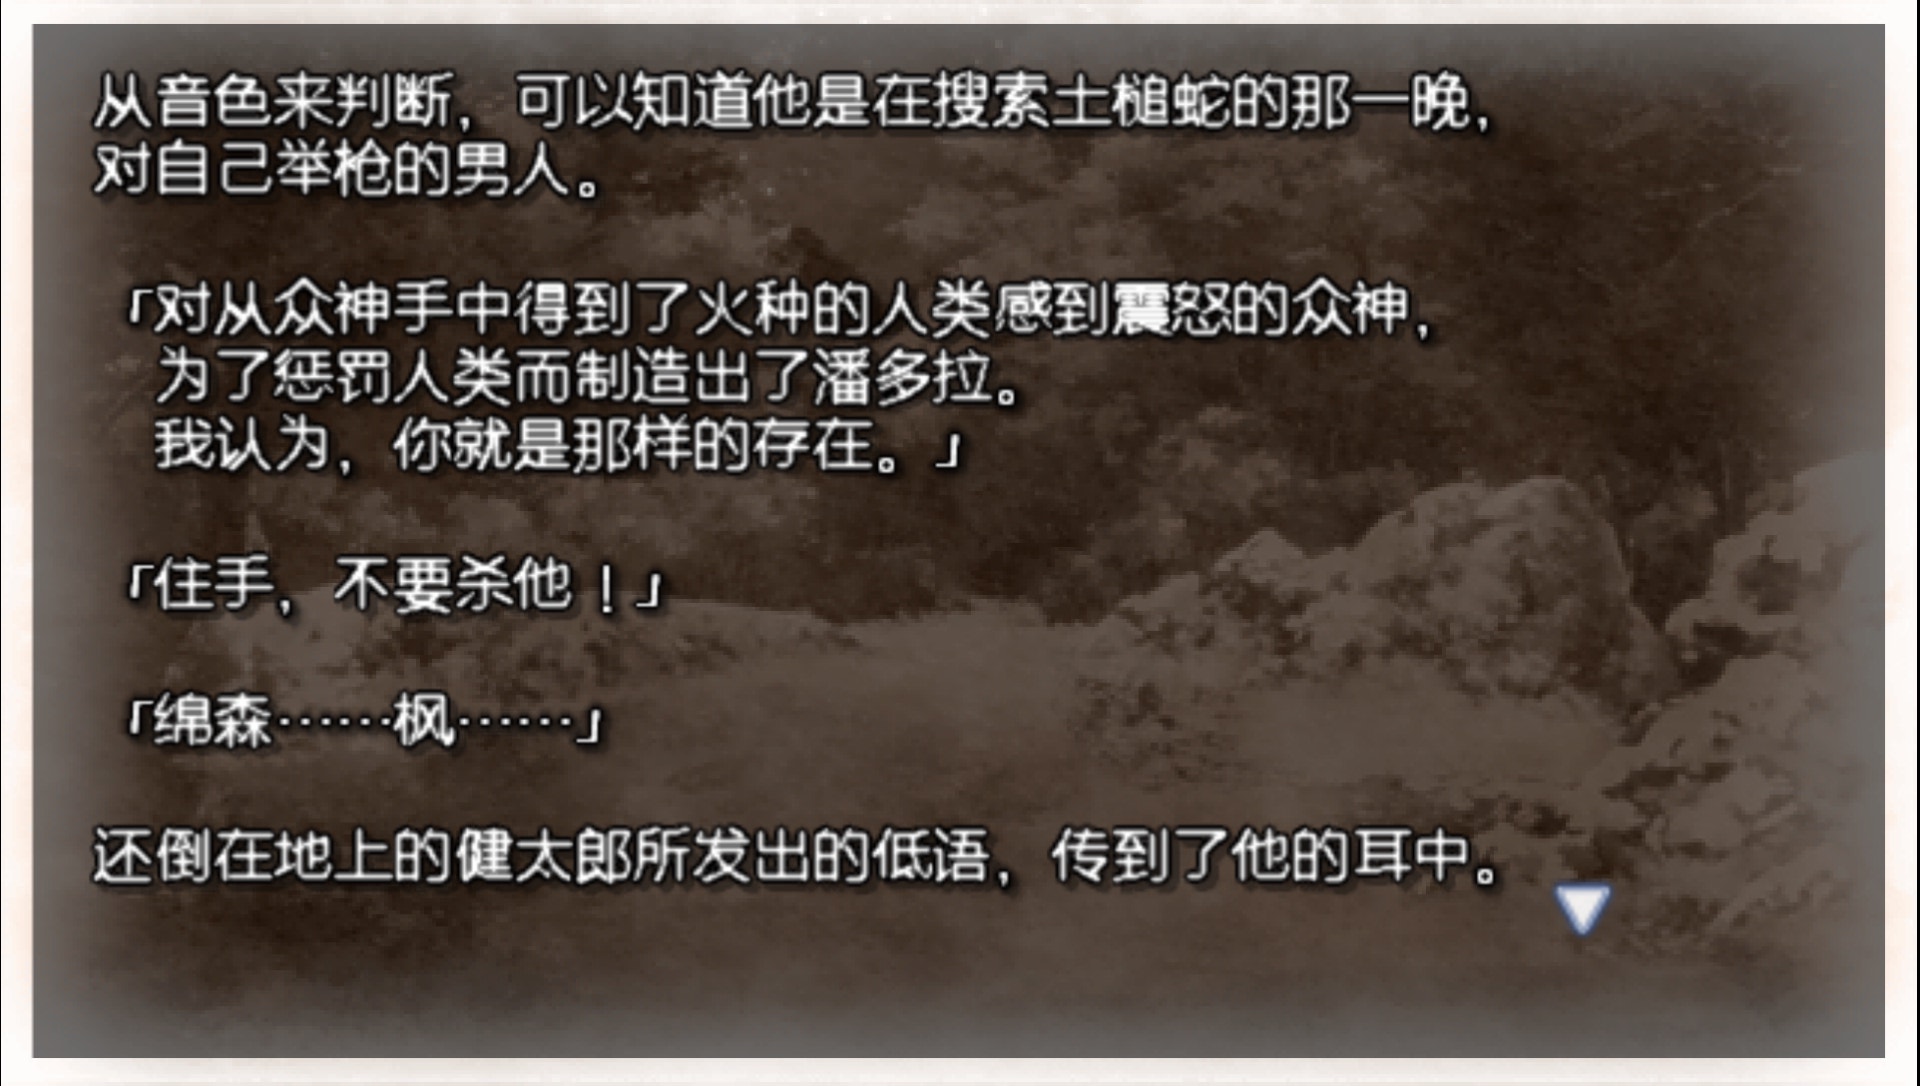 从音色来判断，可以知道他是在搜索土槌蛇的那一晚，
对自己举枪的男人。
「对从众神手中得到了火种的人类感到震怒的众神，
为了惩罚人类而制造出了潘多拉。
我认为，你就是那样的存在。」
「住手，不要杀他！」
「绵森……枫……」
还倒在地上的健太郎所发出的低语，传到了他的耳中。